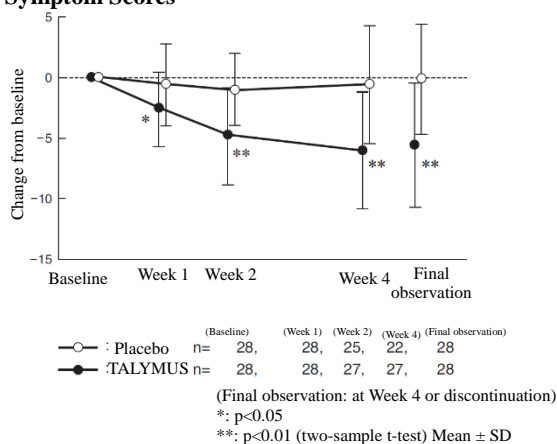 Symptom Scores
Change from baseline
5
0
−5
−10
−15
*
**
**
**
Baseline Week 1 Week 2 Week 4 Final observation
(Baseline) (Week 1) (Week 2) (Week 4) (Final observation)
: Placebo n= 28, 28, 25, 22, 28
:TALYMUS n= 28, 28, 27, 27, 28
(Final observation: at Week 4 or discontinuation)
*: p<0.05
**: p<0.01 (two-sample t-test) Mean ± SD